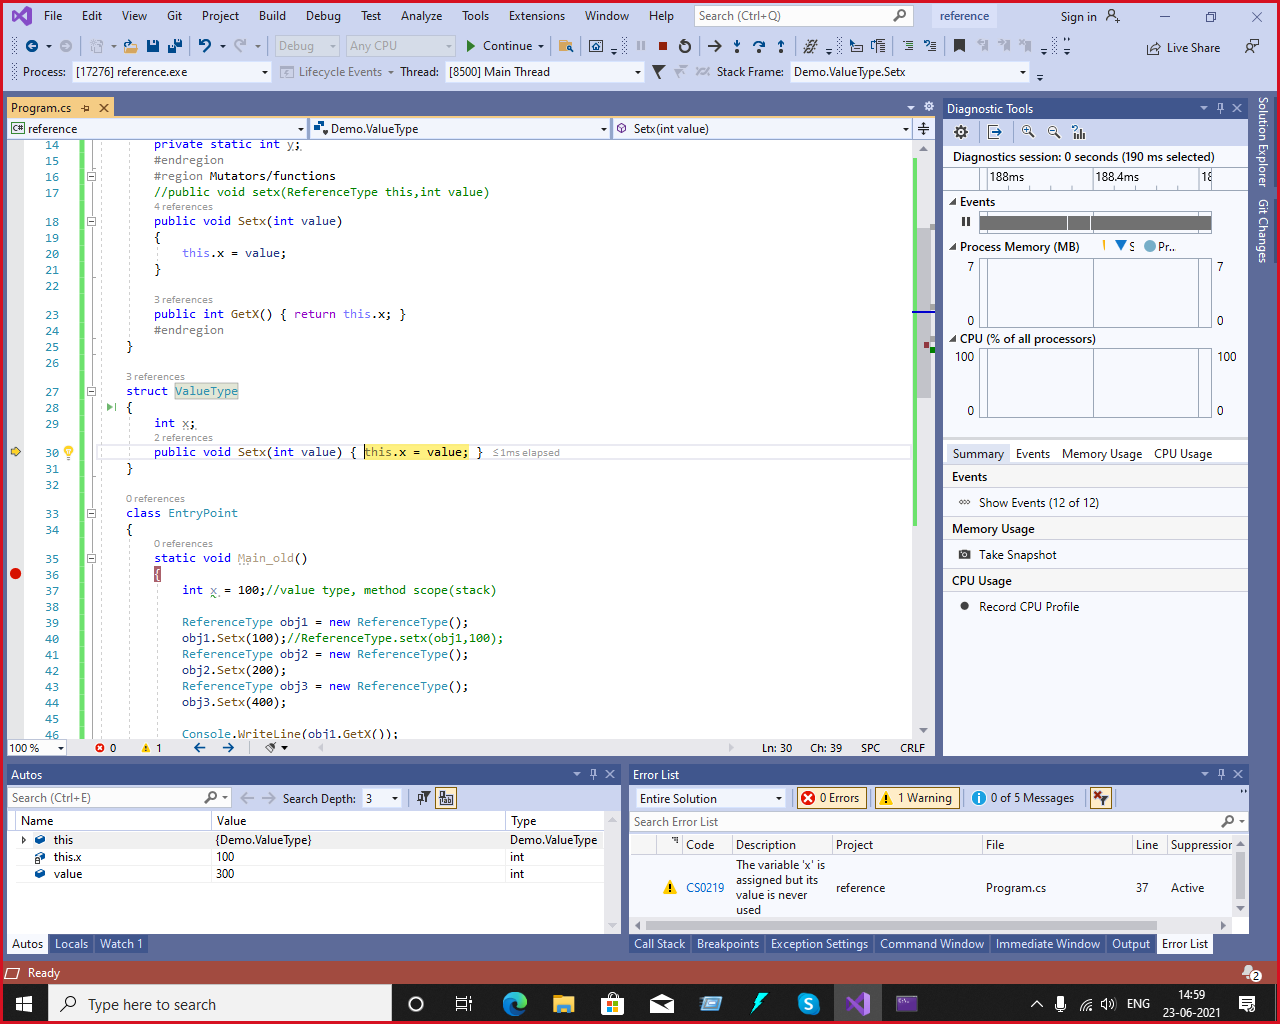 File Edit View Git Project Build Debug Test Analyze Tools Extensions Window Help Search (Ctrl+Q) reference Sign in
Debug Any CPU Continue Live Share
Process: [17276] reference.exe Lifecycle Events Thread: [8500] Main Thread Stack Frame: Demo.ValueType.Setx
Program.cs
C# reference Demo.ValueType Setx(int value)
14 private static int y;
15 #endregion
16 #region Mutators/functions
17 //public void setx(ReferenceType this,int value)
4 references
18 public void Setx(int value)
19 {
20 this.x = value;
21 }
22
3 references
23 public int GetX() { return this.x; }
24 #endregion
25 }
26
3 references
27 struct ValueType
28 {
29 int x;
2 references
30 public void Setx(int value) { this.x = value; } ≤1ms elapsed
31 }
32
0 references
33 class EntryPoint
34 {
0 references
35 static void Main_old()
36 {
37 int x = 100;//value type, method scope(stack)
38
39 ReferenceType obj1 = new ReferenceType();
40 obj1.Setx(100);//ReferenceType.setx(obj1,100);
41 ReferenceType obj2 = new ReferenceType();
42 obj2.Setx(200);
43 ReferenceType obj3 = new ReferenceType();
44 obj3.Setx(400);
45
46 Console.WriteLine(obj1.GetX());
100 % 0 1 Ln: 30 Ch: 39 SPC CRLF
Diagnostic Tools
Diagnostics session: 0 seconds (190 ms selected)
188ms 188.4ms 18
Events
Process Memory (MB) S Pr..
7 7
0 0
CPU (% of all processors)
100 100
0 0
Summary Events Memory Usage CPU Usage
Events
Show Events (12 of 12)
Memory Usage
Take Snapshot
CPU Usage
Record CPU Profile
Solution Explorer
Git Changes
Autos
Search (Ctrl+E) Search Depth: 3
Name Value Type
this {Demo.ValueType} Demo.ValueType
this.x 100 int
value 300 int
Autos Locals Watch 1
Error List
Entire Solution 0 Errors 1 Warning 0 of 5 Messages
Search Error List
Code Description Project File Line Suppression
CS0219 The variable 'x' is assigned but its value is never used reference Program.cs 37 Active
Call Stack Breakpoints Exception Settings Command Window Immediate Window Output Error List
Ready 2
Type here to search ENG 14:59
23-06-2021